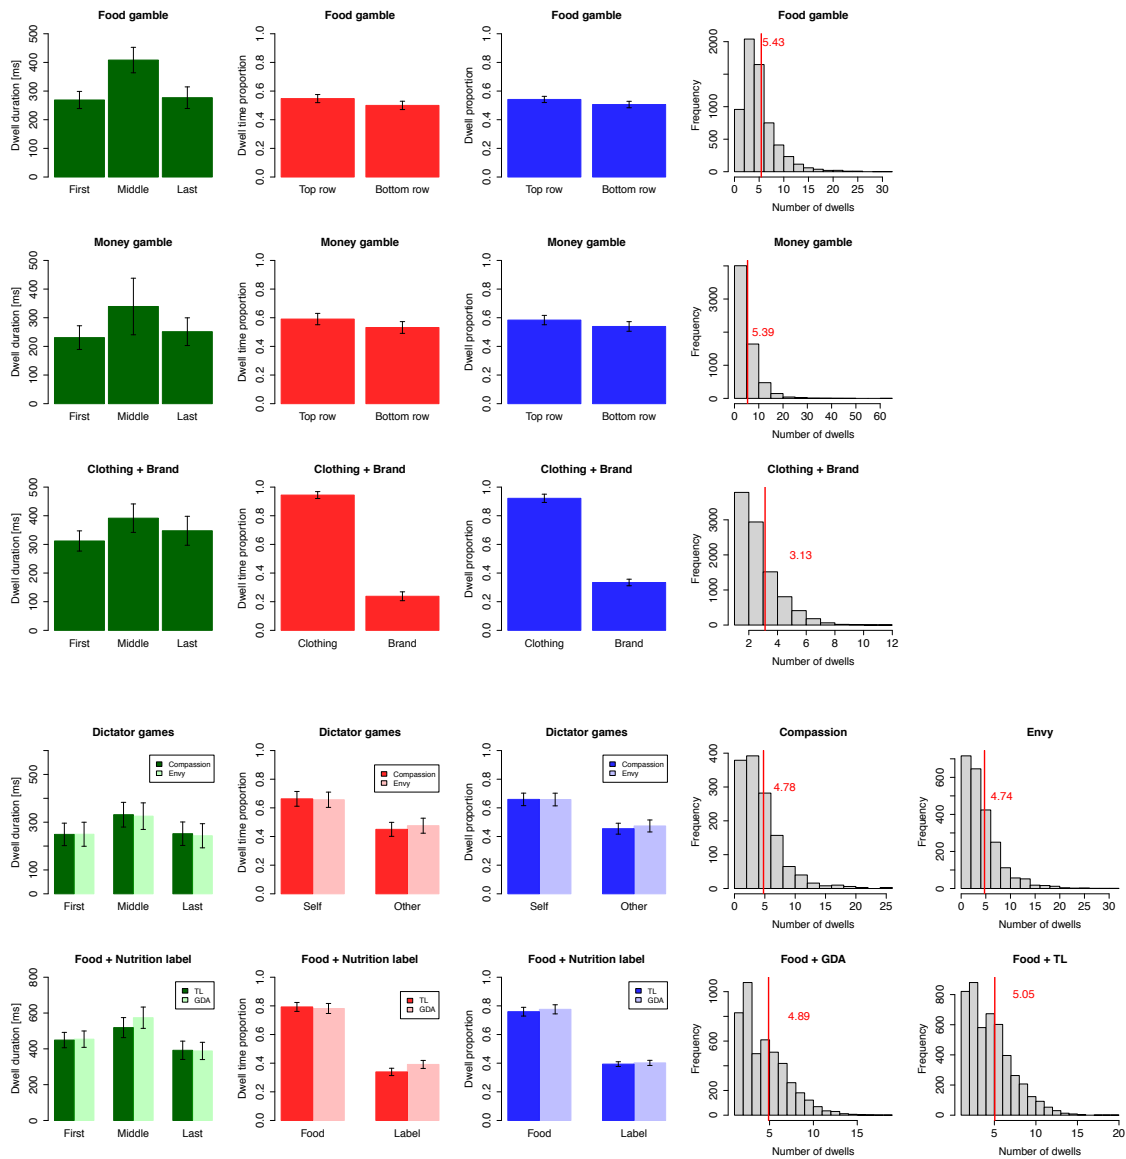 Food gamble
Dwell duration [ms]
0 100 200 300 400 500
First Middle Last
Food gamble
Dwell time proportion
0.0 0.2 0.4 0.6 0.8 1.0
Top row Bottom row
Food gamble
Dwell proportion
0.0 0.2 0.4 0.6 0.8 1.0
Top row Bottom row
Food gamble
Frequency
0 500 1000 2000
5.43
0 5 10 15 20 25 30
Number of dwells
Money gamble
Dwell duration [ms]
0 100 200 300 400 500
First Middle Last
Money gamble
Dwell time proportion
0.0 0.2 0.4 0.6 0.8 1.0
Top row Bottom row
Money gamble
Dwell proportion
0.0 0.2 0.4 0.6 0.8 1.0
Top row Bottom row
Money gamble
Frequency
0 1000 3000
5.39
0 10 20 30 40 50 60
Number of dwells
Clothing + Brand
Dwell duration [ms]
0 100 200 300 400 500
First Middle Last
Clothing + Brand
Dwell time proportion
0.0 0.2 0.4 0.6 0.8 1.0
Clothing Brand
Clothing + Brand
Dwell proportion
0.0 0.2 0.4 0.6 0.8 1.0
Clothing Brand
Clothing + Brand
Frequency
0 1000 2000 3000
3.13
2 4 6 8 10 12
Number of dwells
Dictator games
Dwell duration [ms]
0 100 300 500
Compassion
Envy
First Middle Last
Dictator games
Dwell time proportion
0.0 0.2 0.4 0.6 0.8 1.0
Compassion
Envy
Self Other
Dictator games
Dwell proportion
0.0 0.2 0.4 0.6 0.8 1.0
Compassion
Envy
Self Other
Compassion
Frequency
0 100 200 300 400
4.78
0 5 10 15 20 25
Number of dwells
Envy
Frequency
0 200 400 600
4.74
0 5 10 15 20 25 30
Number of dwells
Food + Nutrition label
Dwell duration [ms]
0 200 400 600 800
TL
GDA
First Middle Last
Food + Nutrition label
Dwell time proportion
0.0 0.2 0.4 0.6 0.8 1.0
TL
GDA
Food Label
Food + Nutrition label
Dwell proportion
0.0 0.2 0.4 0.6 0.8 1.0
TL
GDA
Food Label
Food + GDA
Frequency
0 200 400 600 1000
4.89
5 10 15
Number of dwells
Food + TL
Frequency
0 200 400 600 800
5.05
5 10 15 20
Number of dwells